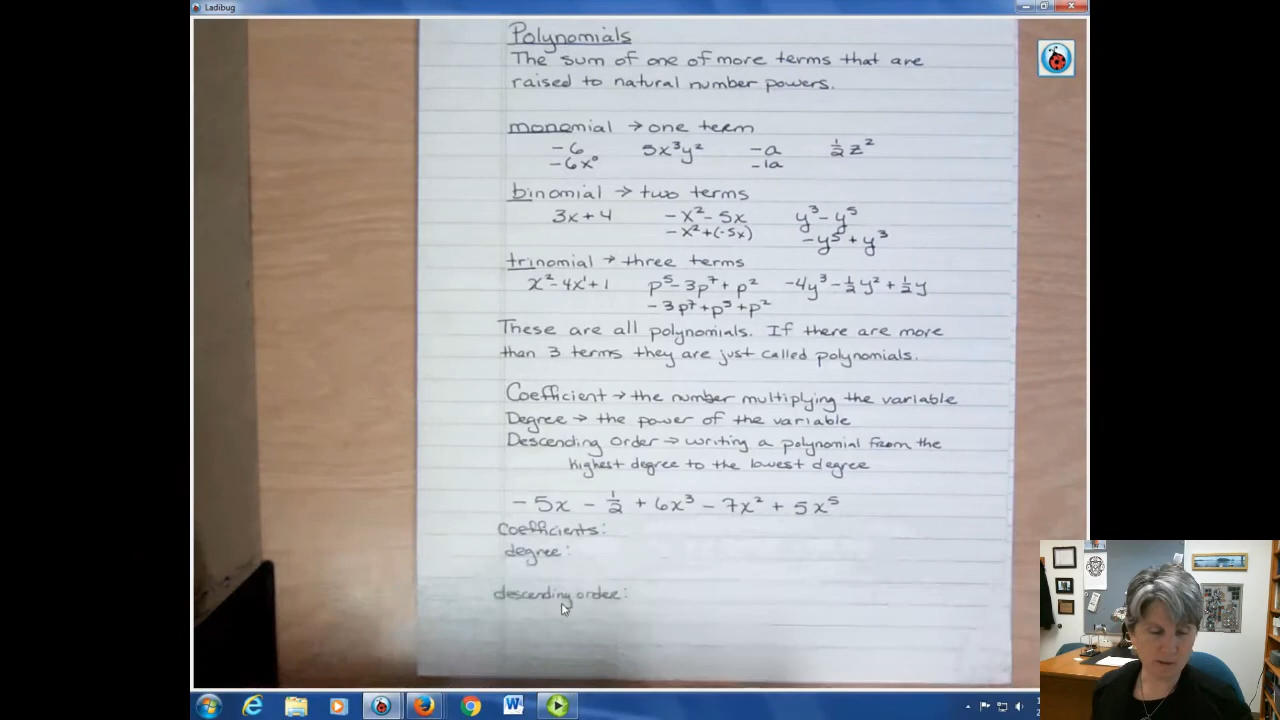 Ladibug
Polynomials
The sum of one of more terms that are
raised to natural number powers.
monomial → one term
-6 5x³y² -a ½z²
-6x⁰ -1a
binomial → two terms
3x+4 -x²-5x y³-y⁵
-x²+(-5x) -y⁵+y³
trinomial → three terms
x²-4x¹+1 p⁵-3p⁷+p² -4y³-½y²+½y
-3p⁷+p⁵+p²
These are all polynomials. If there are more
than 3 terms they are just called polynomials.
Coefficient → the number multiplying the variable
Degree → the power of the variable
Descending Order → writing a polynomial from the
highest degree to the lowest degree
-5x - ½ + 6x³ - 7x² + 5x⁵
Coefficients:
degree:
descending order: